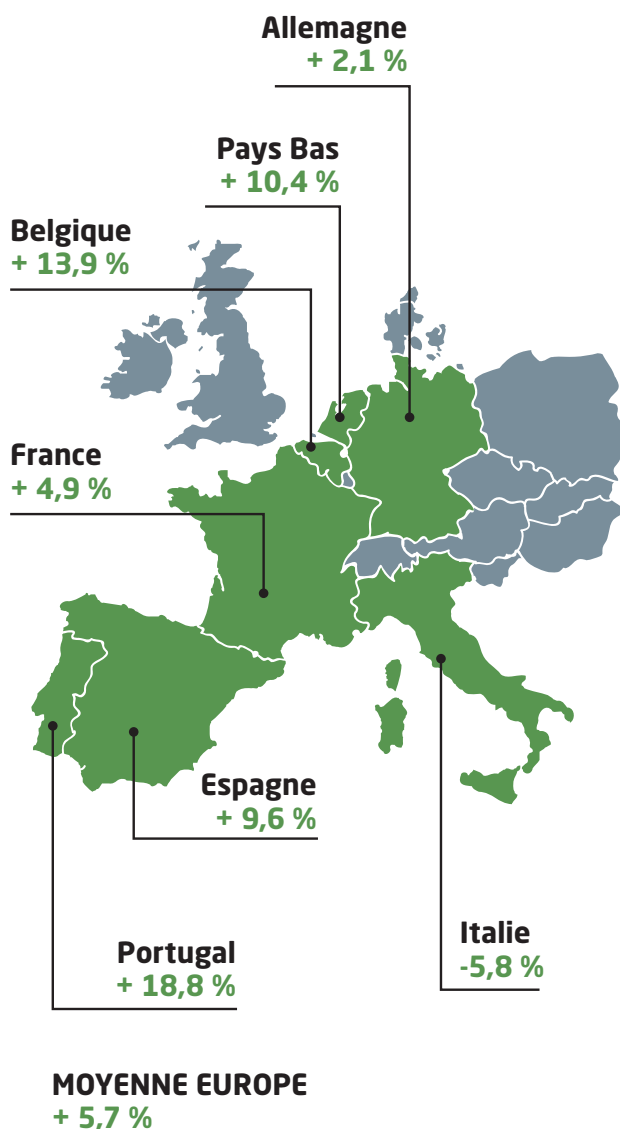 Allemagne
+ 2,1 %
Pays Bas
+ 10,4 %
Belgique
+ 13,9 %
France
+ 4,9 %
Espagne
+ 9,6 %
Portugal
+ 18,8 %
Italie
-5,8 %
MOYENNE EUROPE
+ 5,7 %